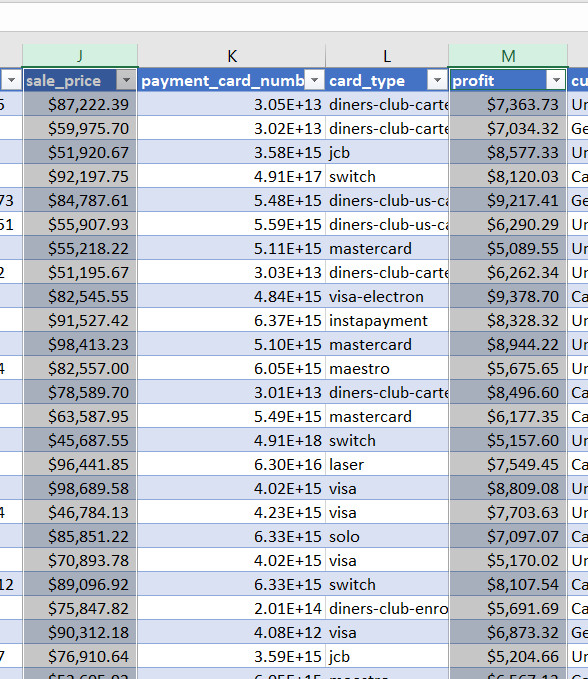 J K L M
sale_price payment_card_numb card_type profit cu
5 $87,222.39 3.05E+13 diners-club-carte $7,363.73 Ur
$59,975.70 3.02E+13 diners-club-carte $7,034.32 Ge
$51,920.67 3.58E+15 jcb $8,577.33 Ur
$92,197.75 4.91E+17 switch $8,120.03 Ca
73 $84,787.61 5.48E+15 diners-club-us-ca $9,217.41 Ge
51 $55,907.93 5.59E+15 diners-club-us-ca $6,290.29 Ur
$55,218.22 5.11E+15 mastercard $5,089.55 Ur
2 $51,195.67 3.03E+13 diners-club-carte $6,262.34 Ur
$82,545.55 4.84E+15 visa-electron $9,378.70 Ca
$91,527.42 6.37E+15 instapayment $8,328.32 Ur
$98,413.23 5.10E+15 mastercard $8,944.22 Ur
4 $82,557.00 6.05E+15 maestro $5,675.65 Ur
$78,589.70 3.01E+13 diners-club-carte $8,496.60 Ca
$63,587.95 5.49E+15 mastercard $6,177.35 Ca
$45,687.55 4.91E+18 switch $5,157.60 Ur
$96,441.85 6.30E+16 laser $7,549.45 Ca
$98,689.58 4.02E+15 visa $8,809.08 Ur
4 $46,784.13 4.23E+15 visa $7,703.63 Ur
$85,851.22 6.33E+15 solo $7,097.07 Ca
$70,893.78 4.02E+15 visa $5,170.02 Ur
12 $89,096.92 6.33E+15 switch $8,107.54 Ca
$75,847.82 2.01E+14 diners-club-enro $5,691.69 Ca
$90,312.18 4.08E+12 visa $6,873.32 Ge
7 $76,910.64 3.59E+15 jcb $5,204.66 Ur